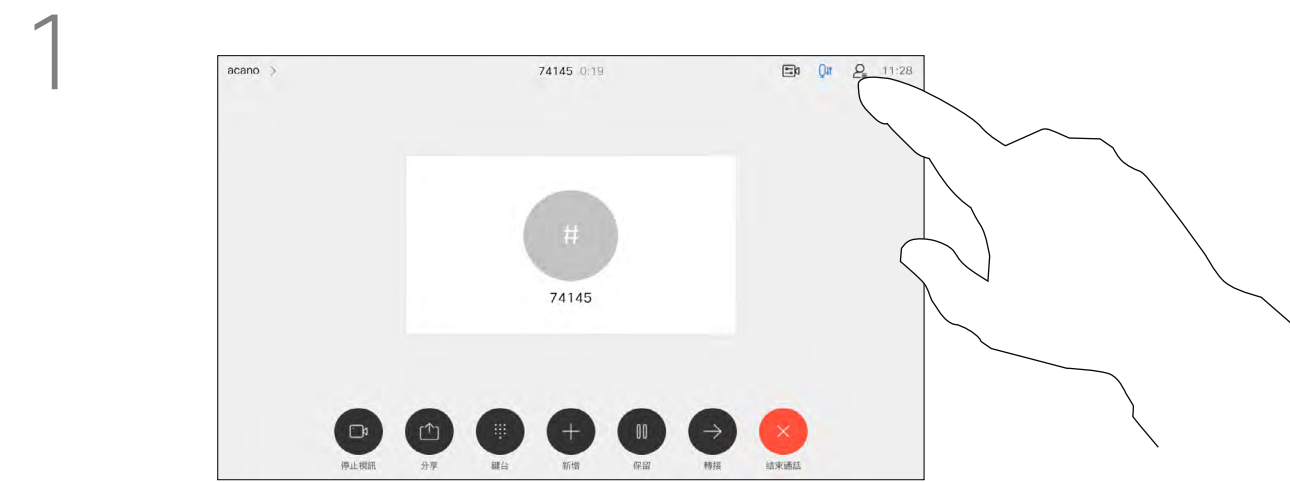 1
acano >
74145 0:19
11:28
#
74145
停止視訊
分享
鍵台
新增
保留
轉接
結束通話